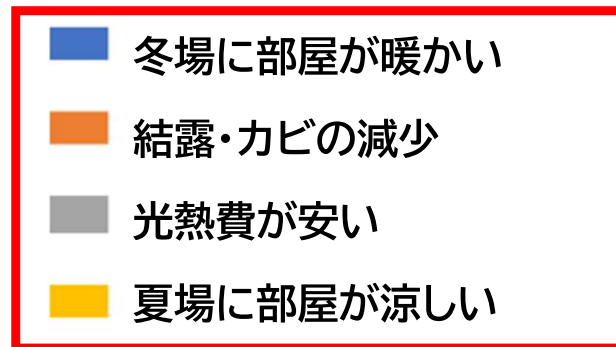 冬場に部屋が暖かい
結露・カビの減少
光熱費が安い
夏場に部屋が涼しい